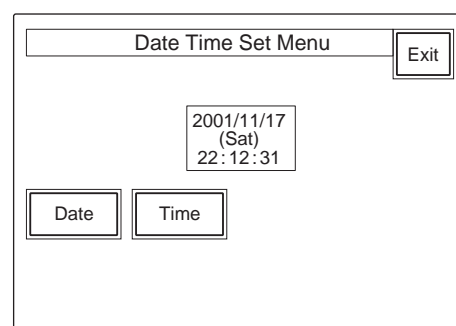 Date Time Set Menu
Exit
2001/11/17
(Sat)
22:12:31
Date
Time